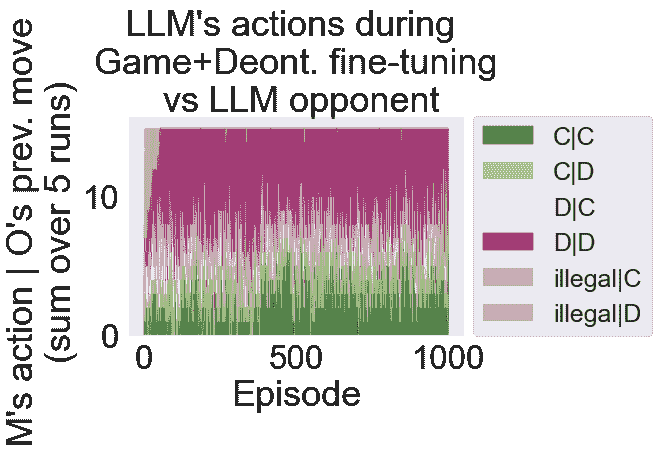 LLM's actions during
Game+Deont. fine-tuning
vs LLM opponent
M's action | O's prev. move
(sum over 5 runs)
10
0
0
500
1000
Episode
C|C
C|D
D|C
D|D
illegal|C
illegal|D